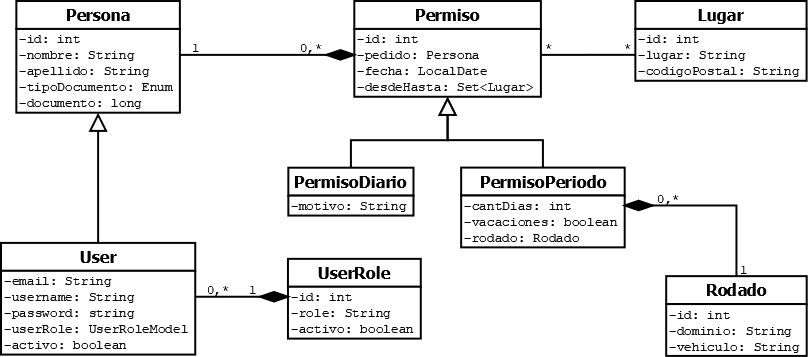 Persona
-id: int
-nombre: String
-apellido: String
-tipoDocumento: Enum
-documento: long
1
0,*
Permiso
-id: int
-pedido: Persona
-fecha: LocalDate
-desdeHasta: Set<Lugar>
*
*
Lugar
-id: int
-lugar: String
-codigoPostal: String
PermisoDiario
-motivo: String
PermisoPeriodo
-cantDias: int
-vacaciones: boolean
-rodado: Rodado
0,*
1
User
-email: String
-username: String
-password: string
-userRole: UserRoleModel
-activo: boolean
0,*
1
UserRole
-id: int
-role: String
-activo: boolean
Rodado
-id: int
-dominio: String
-vehiculo: String